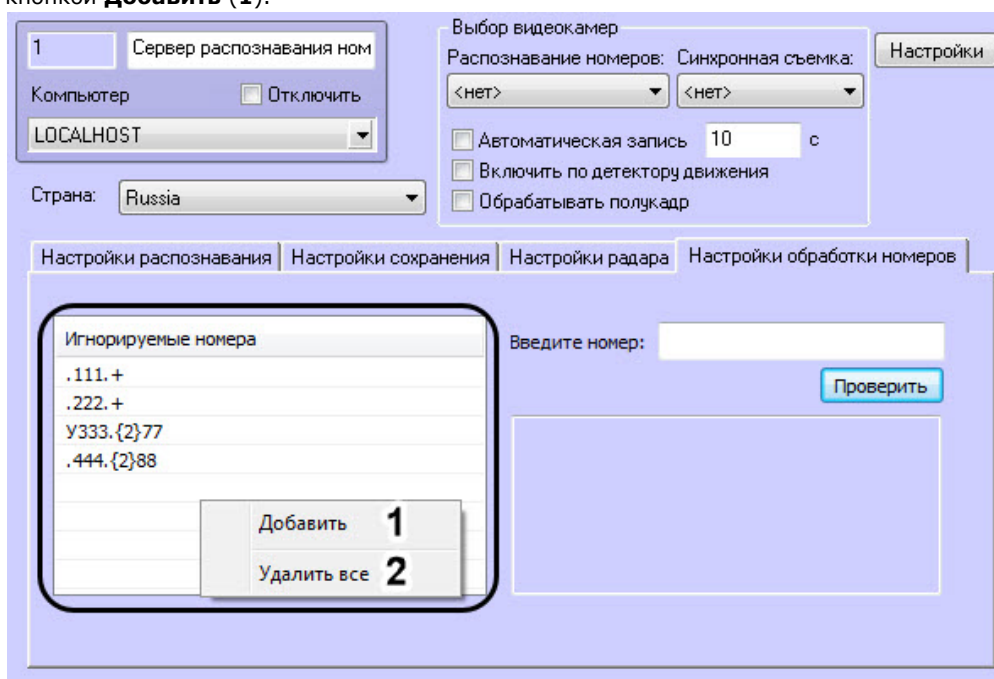 кнопкой Добавить (1).
1
Сервер распознавания ном
Компьютер
Отключить
LOCALHOST
Страна:
Russia
Выбор видеокамер
Распознавание номеров:
Синхронная съемка:
<нет>
<нет>
Автоматическая запись 10 с
Включить по детектору движения
Обрабатывать полукадр
Настройки
Настройки распознавания
Настройки сохранения
Настройки радара
Настройки обработки номеров
Игнорируемые номера
.111.+
.222.+
У333.{2}77
.444.{2}88
Добавить 1
Удалить все 2
Введите номер:
Проверить